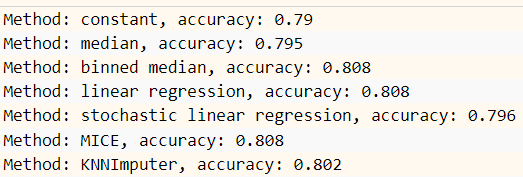 Method: constant, accuracy: 0.79
Method: median, accuracy: 0.795
Method: binned median, accuracy: 0.808
Method: linear regression, accuracy: 0.808
Method: stochastic linear regression, accuracy: 0.796
Method: MICE, accuracy: 0.808
Method: KNNImputer, accuracy: 0.802